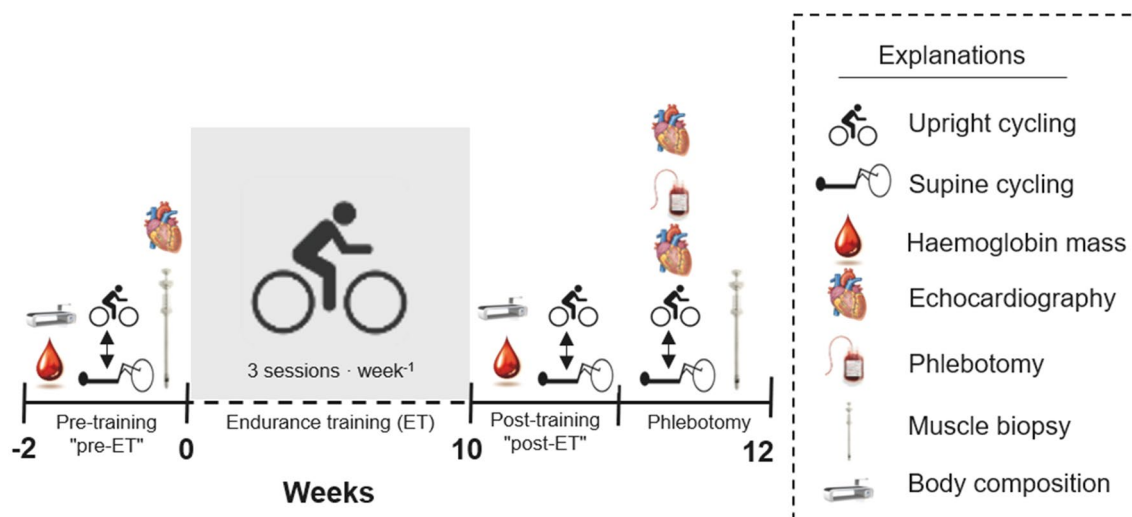 Explanations
Upright cycling
Supine cycling
Haemoglobin mass
Echocardiography
Phlebotomy
Muscle biopsy
Body composition
3 sessions · week⁻¹
Pre-training
"pre-ET"
Endurance training (ET)
Post-training
"post-ET"
Phlebotomy
-2
0
10
12
Weeks